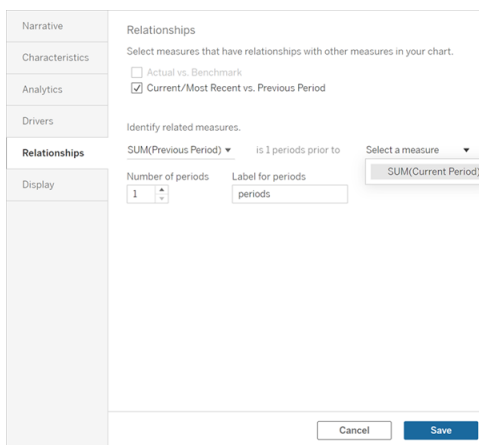 Narrative
Characteristics
Analytics
Drivers
Relationships
Display
Relationships
Select measures that have relationships with other measures in your chart.
Actual vs. Benchmark
Current/Most Recent vs. Previous Period
Identify related measures.
SUM(Previous Period) is 1 periods prior to Select a measure
SUM(Current Period)
Number of periods Label for periods
1 periods
Cancel Save